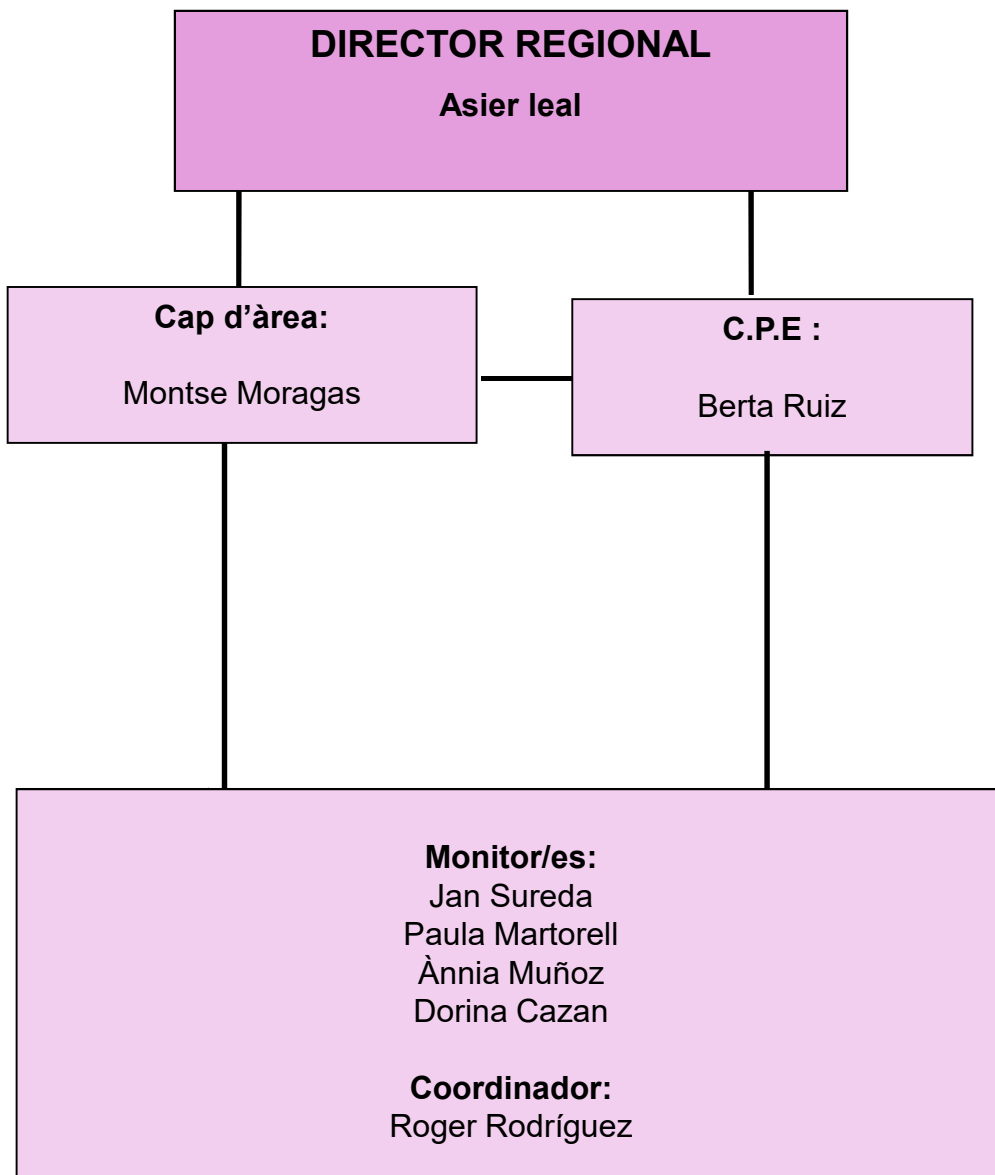 DIRECTOR REGIONAL
Asier leal
Cap d’àrea:
Montse Moragas
C.P.E :
Berta Ruiz
Monitor/es:
Jan Sureda
Paula Martorell
Ànnia Muñoz
Dorina Cazan
Coordinador:
Roger Rodríguez